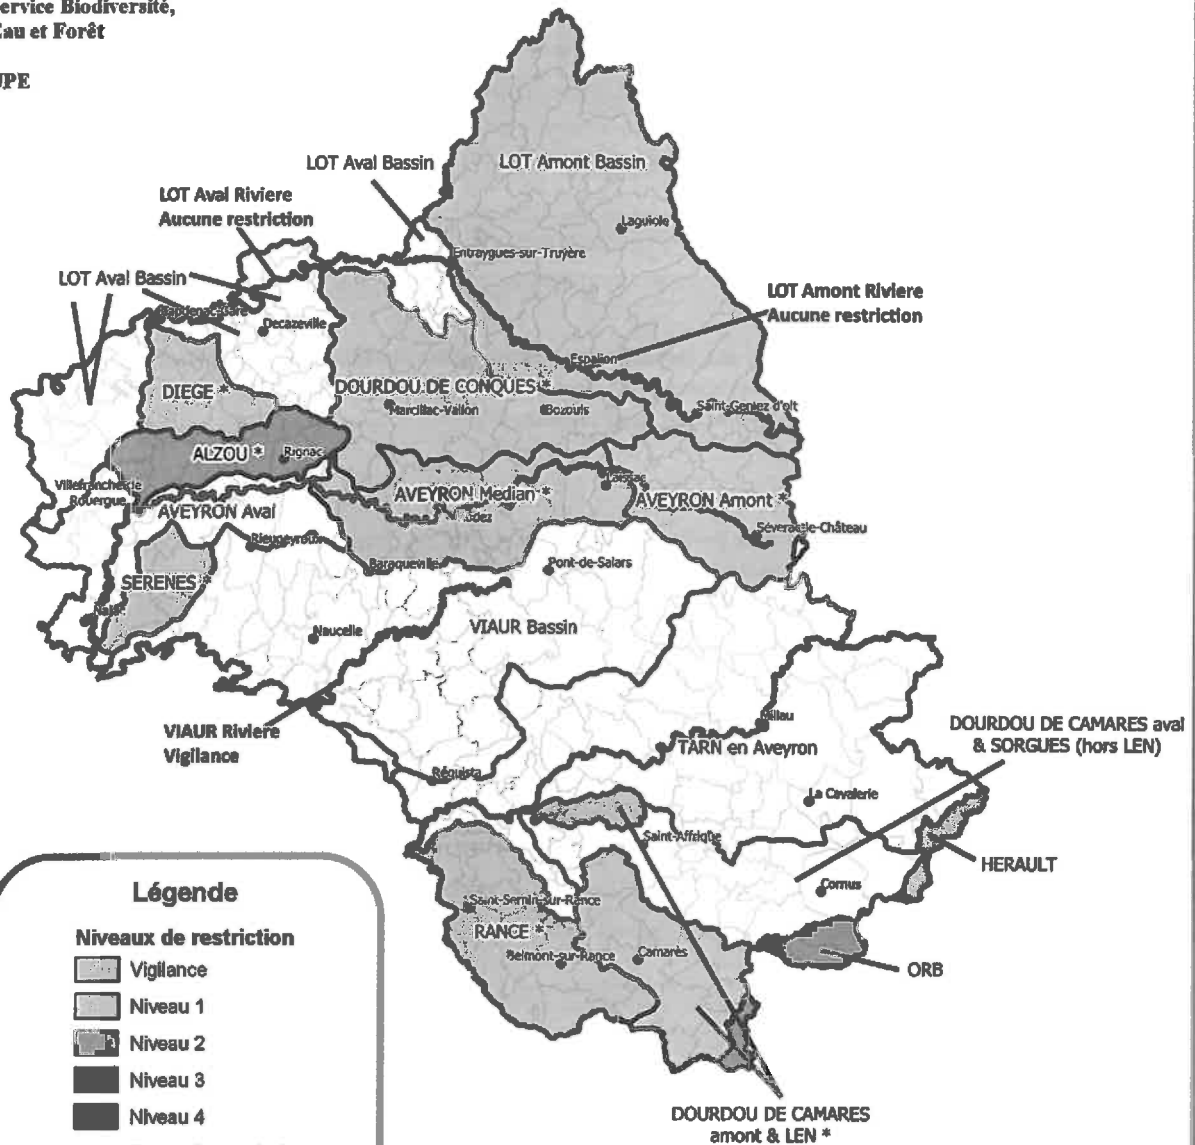 ervice Biodiversité,
Eau et Forêt
UPE
LOT Aval Bassin
LOT Amont Bassin
LOT Aval Riviere
Aucune restriction
Laguiole
Entraygues-sur-Truyère
LOT Aval Bassin
LOT Amont Riviere
Aucune restriction
Decazeville
Espalion
DIEGE *
DOURDOU DE CONQUES *
Marcillac-Vallon
Bozouls
Saint-Geniez d'olt
ALZOU *
Rignac
Villefranche de
Rouergue
AVEYRON Median *
Laissac
AVEYRON Amont *
AVEYRON Aval
Rieupeyroux
Séverac-le-Château
Baraqueville
Pont-de-Salars
SERENES *
Naucelle
VIAUR Bassin
VIAUR Riviere
Vigilance
Millau
TARN en Aveyron
DOURDOU DE CAMARES aval
& SORGUES (hors LEN)
Réquista
La Cavalerie
Saint-Affrique
HERAULT
Cornus
Saint-Sernin-sur-Rance
RANCE *
Belmont-sur-Rance
Camarès
ORB
DOURDOU DE CAMARES
amont & LEN *
Légende
Niveaux de restriction
Vigilance
Niveau 1
Niveau 2
Niveau 3
Niveau 4